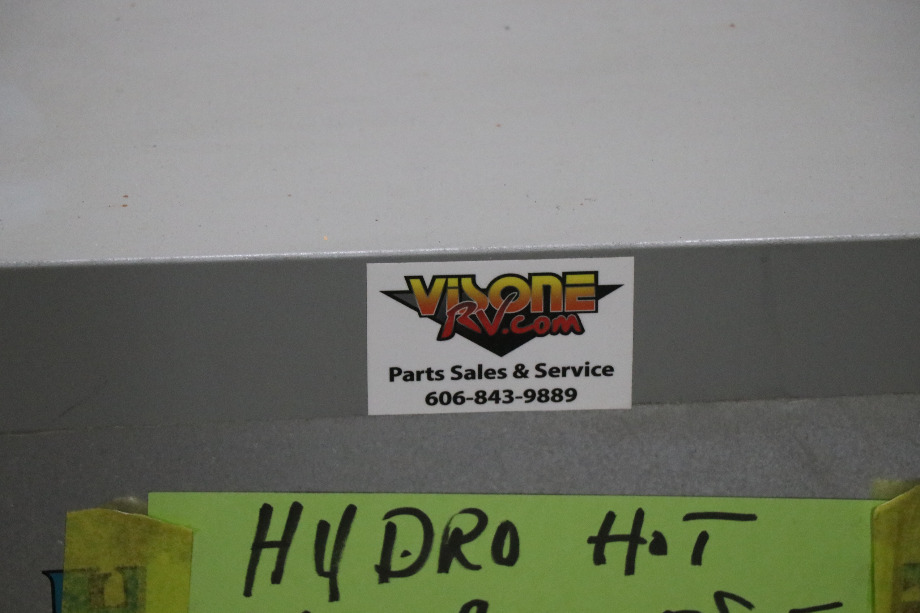 VISONE
RV.com
Parts Sales & Service
606-843-9889
HYDRO HOT